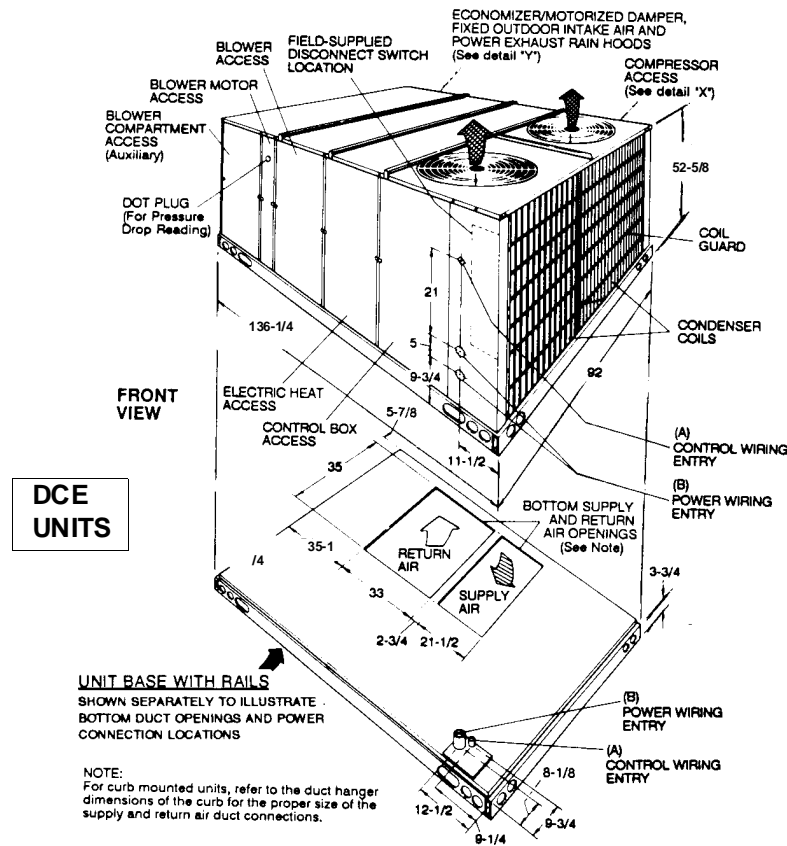 ECONOMIZER/MOTORIZED DAMPER,
FIXED OUTDOOR INTAKE AIR AND
POWER EXHAUST RAIN HOODS
(See detail "Y")
BLOWER
ACCESS
FIELD-SUPPLIED
DISCONNECT SWITCH
LOCATION
COMPRESSOR
ACCESS
(See detail "X")
BLOWER MOTOR
ACCESS
BLOWER
COMPARTMENT
ACCESS
(Auxiliary)
52-5/8
DOT PLUG
(For Pressure
Drop Reading)
COIL
GUARD
21
136-1/4
5
CONDENSER
COILS
9-3/4
92
FRONT
VIEW
ELECTRIC HEAT
ACCESS
5-7/8
CONTROL BOX
ACCESS
(A)
CONTROL WIRING
ENTRY
11-1/2
35
(B)
POWER WIRING
ENTRY
DCE
UNITS
BOTTOM SUPPLY
AND RETURN
AIR OPENINGS
(See Note)
35-1
/4
RETURN
AIR
3-3/4
33
SUPPLY
AIR
2-3/4
21-1/2
UNIT BASE WITH RAILS
SHOWN SEPARATELY TO ILLUSTRATE
BOTTOM DUCT OPENINGS AND POWER
CONNECTION LOCATIONS
(B)
POWER WIRING
ENTRY
(A)
CONTROL WIRING
ENTRY
8-1/8
NOTE:
For curb mounted units, refer to the duct hanger
dimensions of the curb for the proper size of the
supply and return air duct connections.
12-1/2
9-3/4
9-1/4